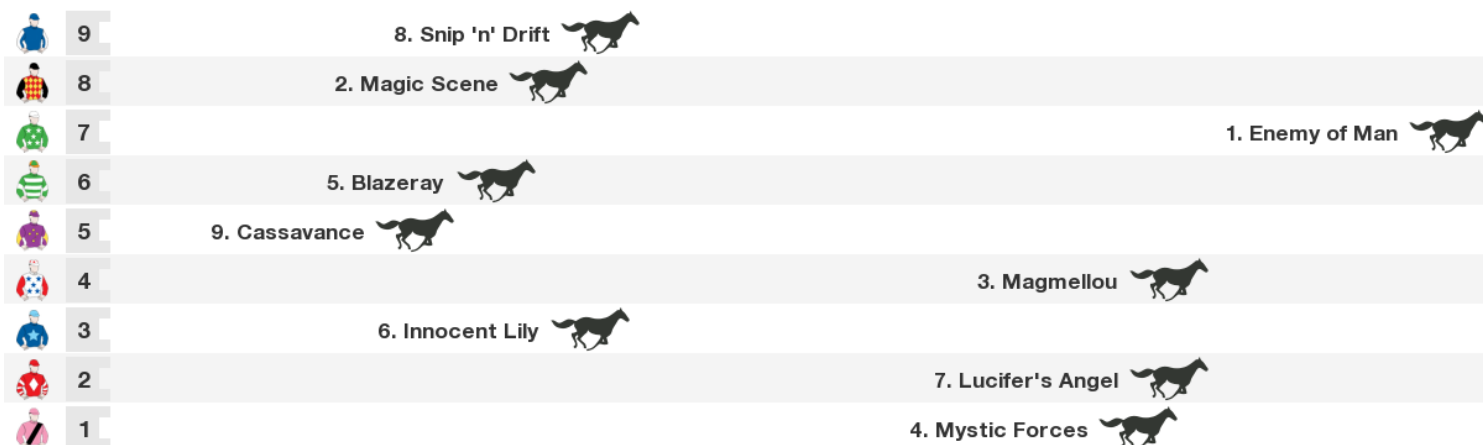 9 8. Snip 'n' Drift
8 2. Magic Scene
7 1. Enemy of Man
6 5. Blazeray
5 9. Cassavance
4 3. Magmellou
3 6. Innocent Lily
2 7. Lucifer's Angel
1 4. Mystic Forces